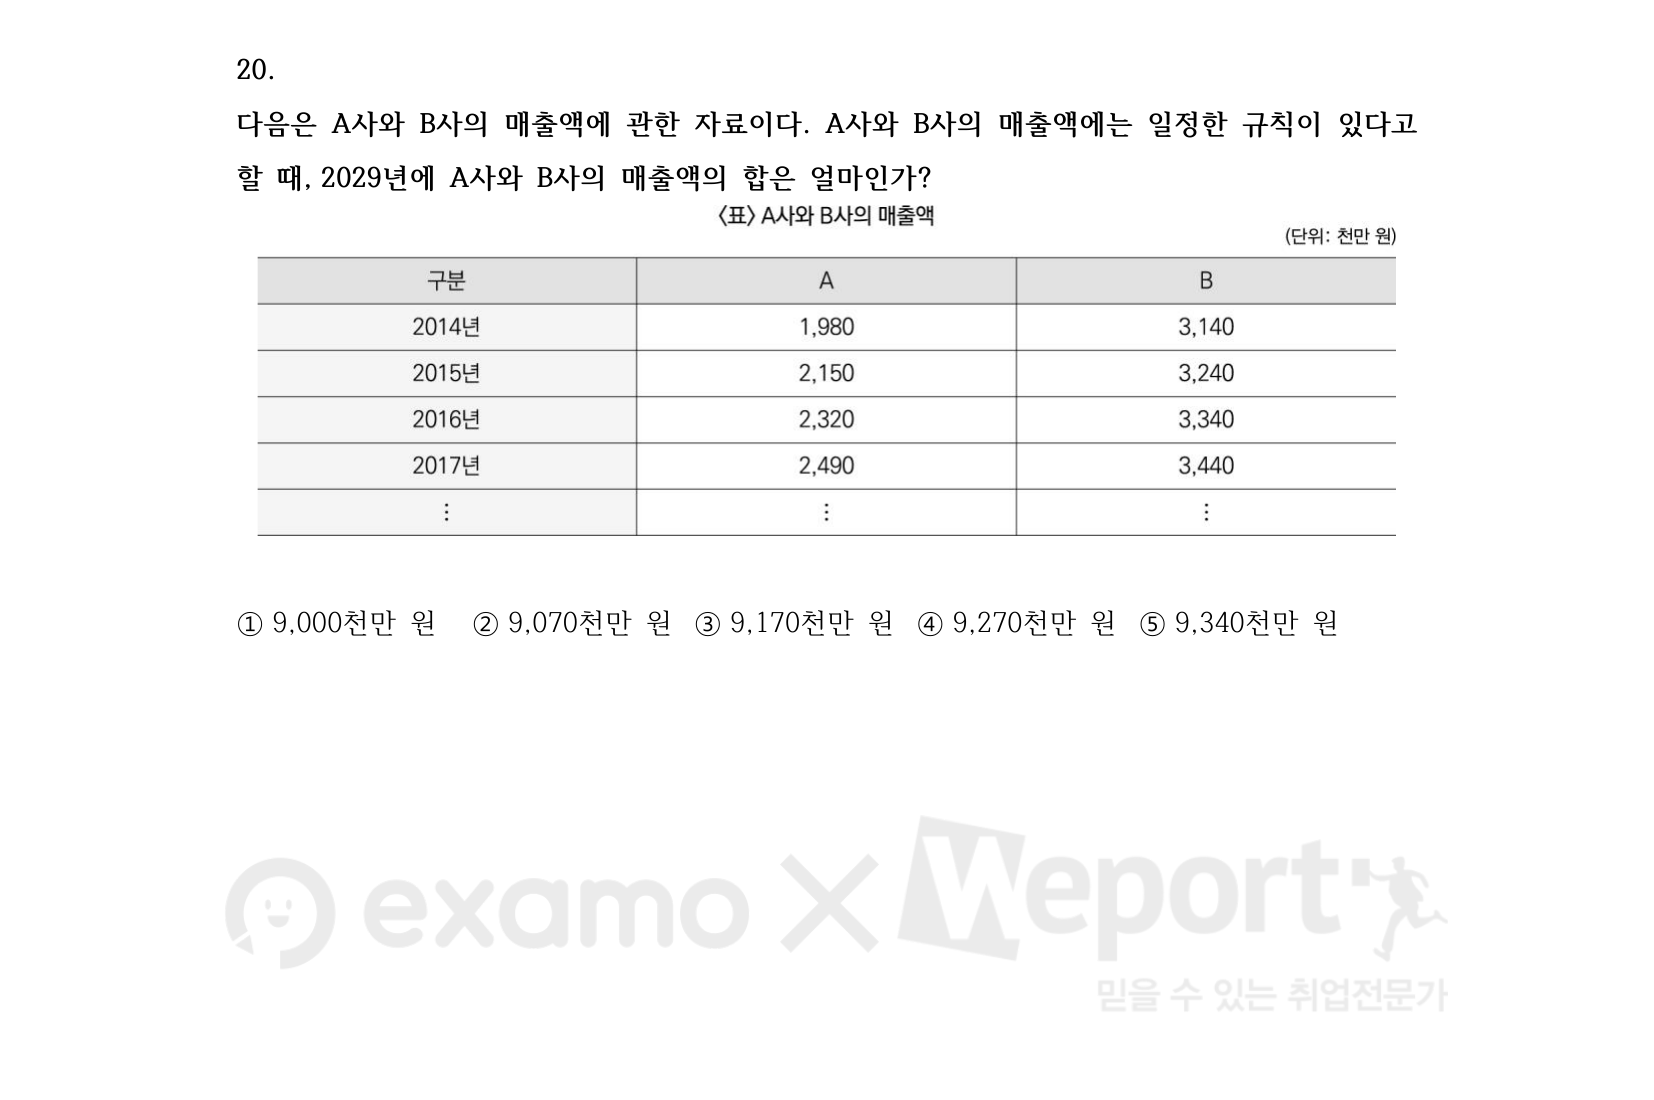 20.
다음은 A사와 B사의 매출액에 관한 자료이다. A사와 B사의 매출액에는 일정한 규칙이 있다고
할 때, 2029년에 A사와 B사의 매출액의 합은 얼마인가?
〈표〉 A사와 B사의 매출액
(단위: 천만 원)
구분 A B
2014년 1,980 3,140
2015년 2,150 3,240
2016년 2,320 3,340
2017년 2,490 3,440
⋮ ⋮ ⋮
① 9,000천만 원 ② 9,070천만 원 ③ 9,170천만 원 ④ 9,270천만 원 ⑤ 9,340천만 원
examo × Weport
믿을 수 있는 취업전문가